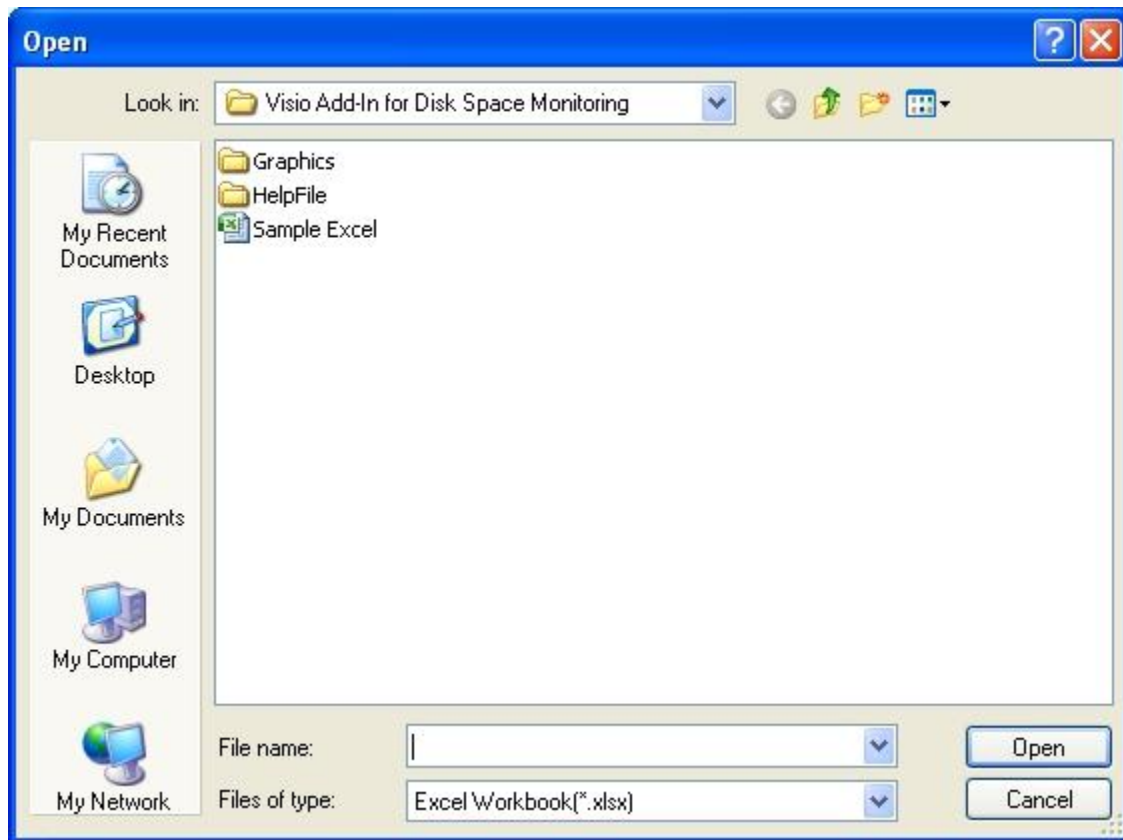 Open
Look in: Visio Add-In for Disk Space Monitoring
Graphics
HelpFile
Sample Excel
My Recent
Documents
Desktop
My Documents
My Computer
My Network
File name:
Open
Files of type: Excel Workbook(*.xlsx)
Cancel